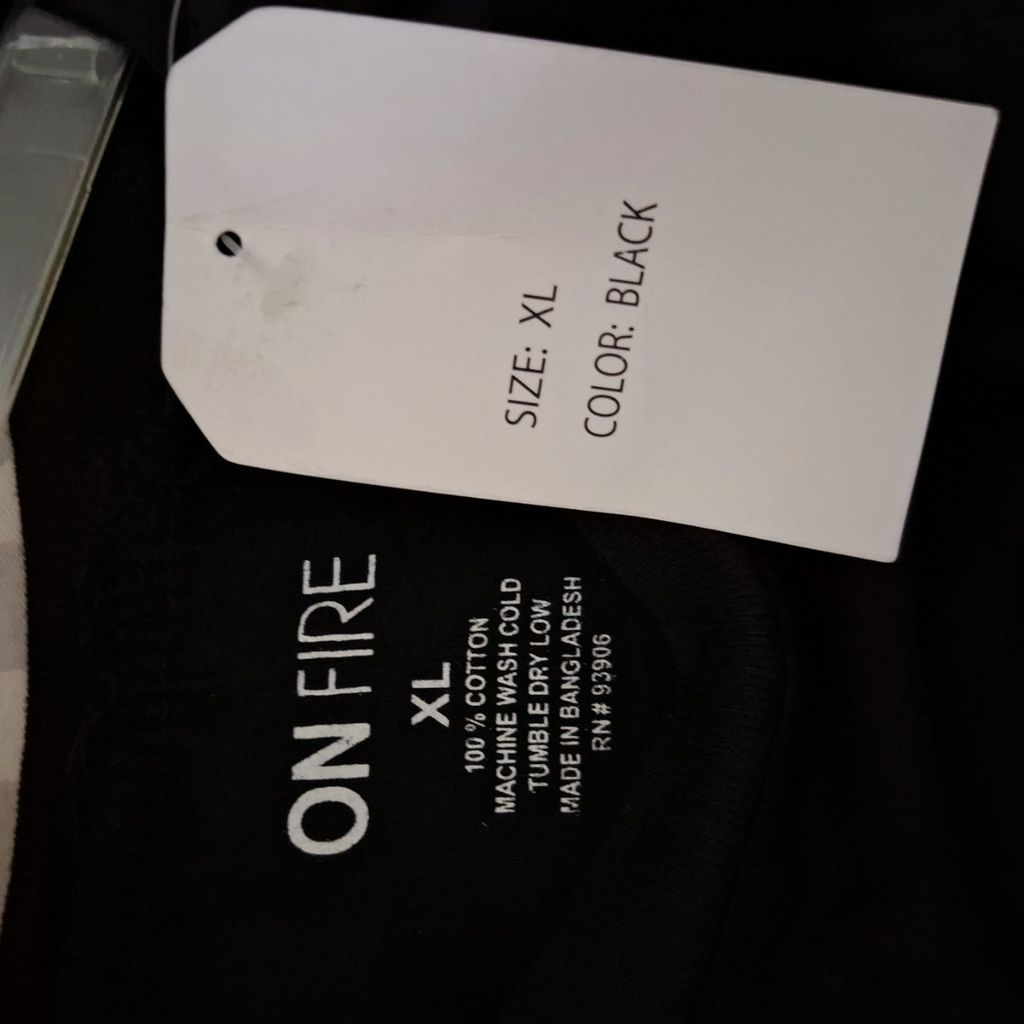 SIZE: XL
COLOR: BLACK
ON FIRE
XL
100 % COTTON
MACHINE WASH COLD
TUMBLE DRY LOW
MADE IN BANGLADESH
RN# 93906